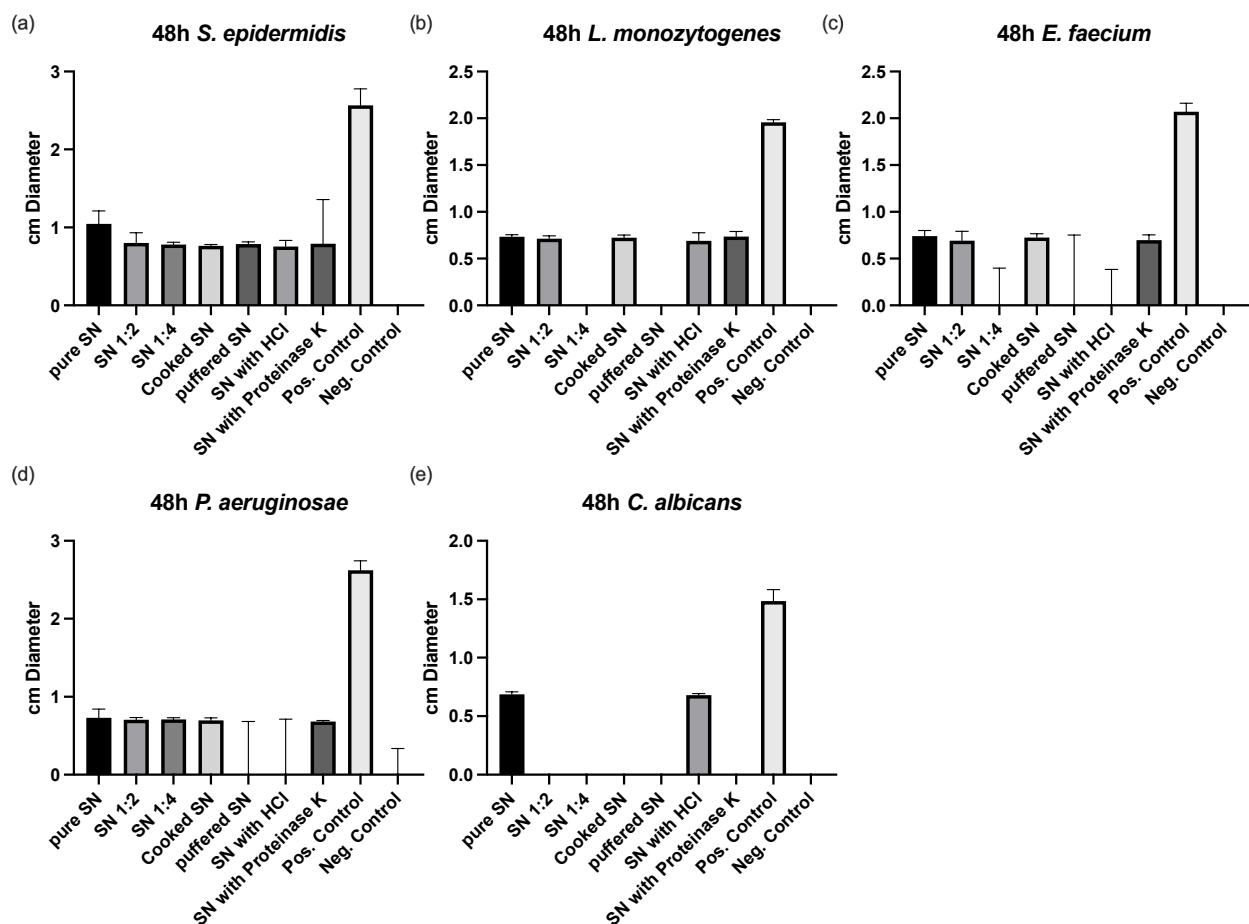 (a)
48h S. epidermidis
cm Diameter
3
2
1
0
pure SN
SN 1:2
SN 1:4
Cooked SN
puffered SN
SN with HCl
SN with Proteinase K
Pos. Control
Neg. Control
(b)
48h L. monozytogenes
cm Diameter
2.5
2.0
1.5
1.0
0.5
0.0
pure SN
SN 1:2
SN 1:4
Cooked SN
puffered SN
SN with HCl
SN with Proteinase K
Pos. Control
Neg. Control
(c)
48h E. faecium
cm Diameter
2.5
2.0
1.5
1.0
0.5
0.0
pure SN
SN 1:2
SN 1:4
Cooked SN
puffered SN
SN with HCl
SN with Proteinase K
Pos. Control
Neg. Control
(d)
48h P. aeruginosae
cm Diameter
3
2
1
0
pure SN
SN 1:2
SN 1:4
Cooked SN
puffered SN
SN with HCl
SN with Proteinase K
Pos. Control
Neg. Control
(e)
48h C. albicans
cm Diameter
2.0
1.5
1.0
0.5
0.0
pure SN
SN 1:2
SN 1:4
Cooked SN
puffered SN
SN with HCl
SN with Proteinase K
Pos. Control
Neg. Control